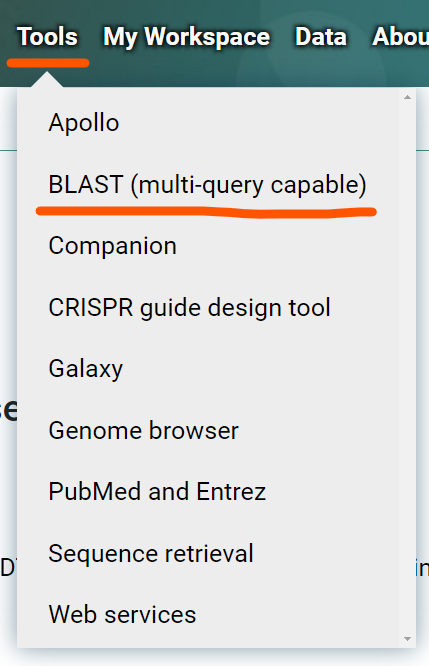 Tools My Workspace Data Abou
Apollo
BLAST (multi-query capable)
Companion
CRISPR guide design tool
Galaxy
se
Genome browser
PubMed and Entrez
Sequence retrieval
in
Web services